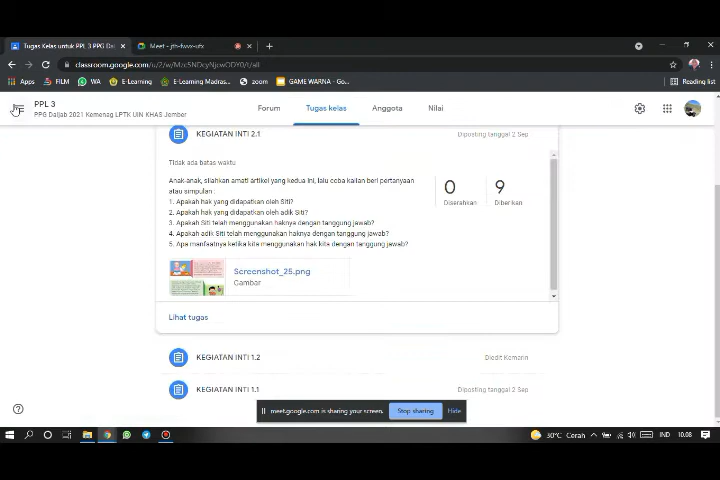 Tugas Kelas untuk PPL 3 PPG Dal
Meet - jth-fwvx-utx
classroom.google.com/u/2/w/Mzc5NDcyNjcwODY0/t/all
Apps
FILM
WA
E-Learning
E-Learning Madras...
zoom
GAME WARNA - Go...
Reading list
PPL 3
PPG Daljab 2021 Kemenag LPTK UIN KHAS Jember
Forum
Tugas kelas
Anggota
Nilai
KEGIATAN INTI 2.1
Diposting tanggal 2 Sep
Tidak ada batas waktu
Anak-anak, silahkan amati artikel yang kedua ini, lalu coba kalian beri pertanyaan
atau simpulan :
1. Apakah hak yang didapatkan oleh Siti?
2. Apakah hak yang didapatkan oleh adik Siti?
3. Apakah Siti telah menggunakan haknya dengan tanggung jawab?
4. Apakah adik Siti telah menggunakan haknya dengan tanggung jawab?
5. Apa manfaatnya ketika kita menggunakan hak kita dengan tanggung jawab?
0
Diserahkan
9
Diberikan
Screenshot_25.png
Gambar
Lihat tugas
KEGIATAN INTI 1.2
Diedit Kemarin
KEGIATAN INTI 1.1
Diposting tanggal 2 Sep
meet.google.com is sharing your screen.
Stop sharing
Hide
30°C Cerah
IND
10.08